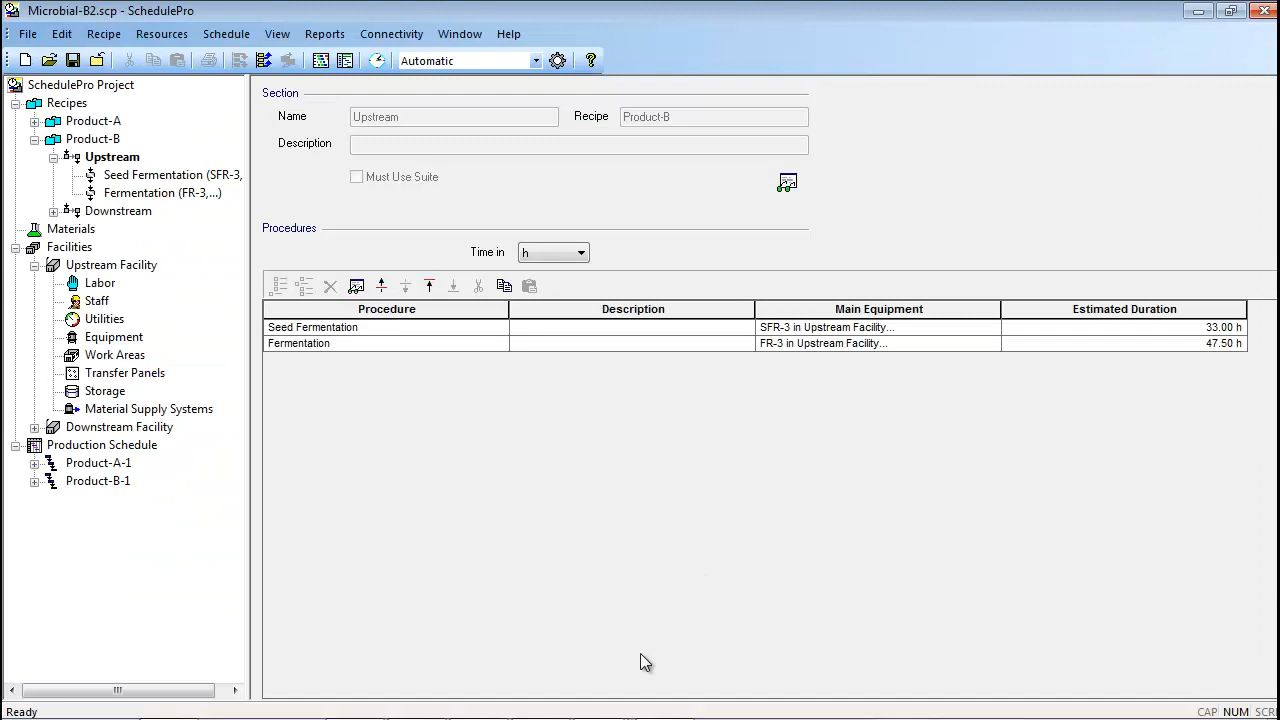 Microbial-B2.scp - SchedulePro
File Edit Recipe Resources Schedule View Reports Connectivity Window Help
Automatic
SchedulePro Project
Recipes
Product-A
Product-B
Upstream
Seed Fermentation (SFR-3,
Fermentation (FR-3,...)
Downstream
Materials
Facilities
Upstream Facility
Labor
Staff
Utilities
Equipment
Work Areas
Transfer Panels
Storage
Material Supply Systems
Downstream Facility
Production Schedule
Product-A-1
Product-B-1
Section
Name Upstream Recipe Product-B
Description
Must Use Suite
Procedures
Time in h
Procedure Description Main Equipment Estimated Duration
Seed Fermentation SFR-3 in Upstream Facility... 33.00 h
Fermentation FR-3 in Upstream Facility... 47.50 h
Ready CAP NUM SCR